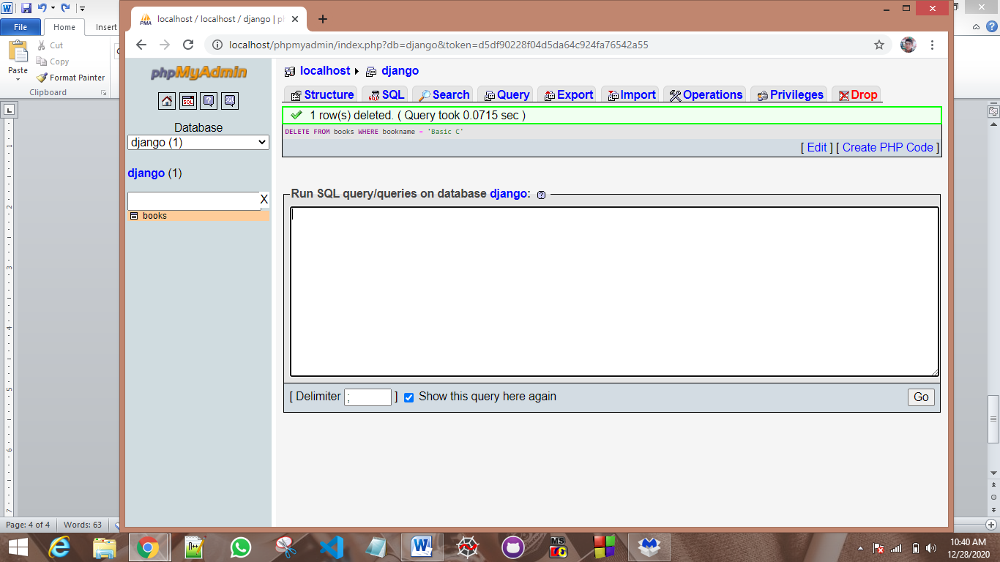 localhost / localhost / django | ph
File
Home
Insert
localhost/phpmyadmin/index.php?db=django&token=d5df90228f04d5da64c924fa76542a55
Paste
Cut
Copy
Format Painter
Clipboard
phpMyAdmin
localhost
django
Structure
SQL
Search
Query
Export
Import
Operations
Privileges
Drop
1 row(s) deleted. ( Query took 0.0715 sec )
DELETE FROM books WHERE bookname = 'Basic C'
[ Edit ] [ Create PHP Code ]
Database
django (1)
django (1)
X
books
Run SQL query/queries on database django:
[ Delimiter ; ] Show this query here again
Go
Page: 4 of 4
Words: 63
10:40 AM
12/28/2020